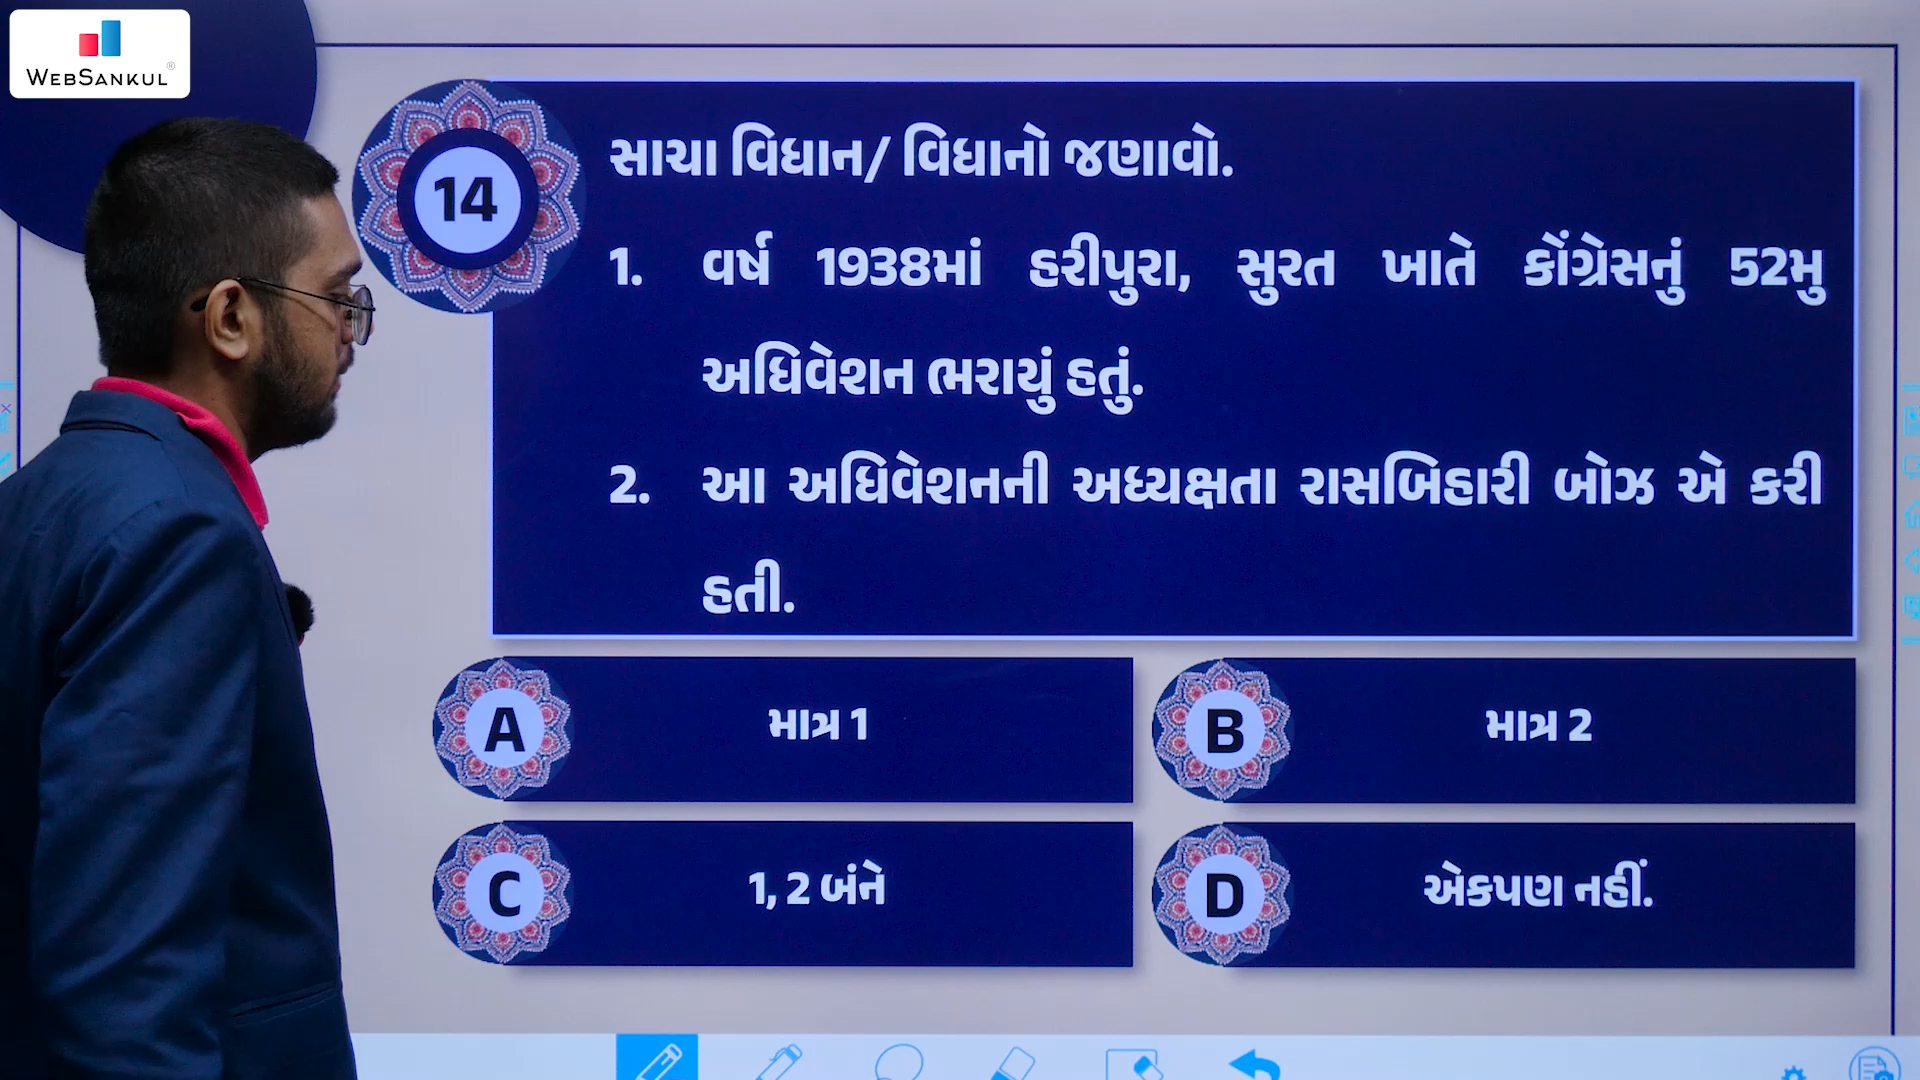 WEBSANKUL®
14
સાચા વિધાન/ વિધાનો જણાવો.
1. વર્ષ 1938માં હરીપુરા, સુરત ખાતે કોંગ્રેસનું 52મુ
અધિવેશન ભરાયું હતું.
2. આ અધિવેશનની અધ્યક્ષતા રાસબિહારી બોઝ એ કરી
હતી.
A માત્ર 1
B માત્ર 2
C 1, 2 બંને
D એકપણ નહીં.